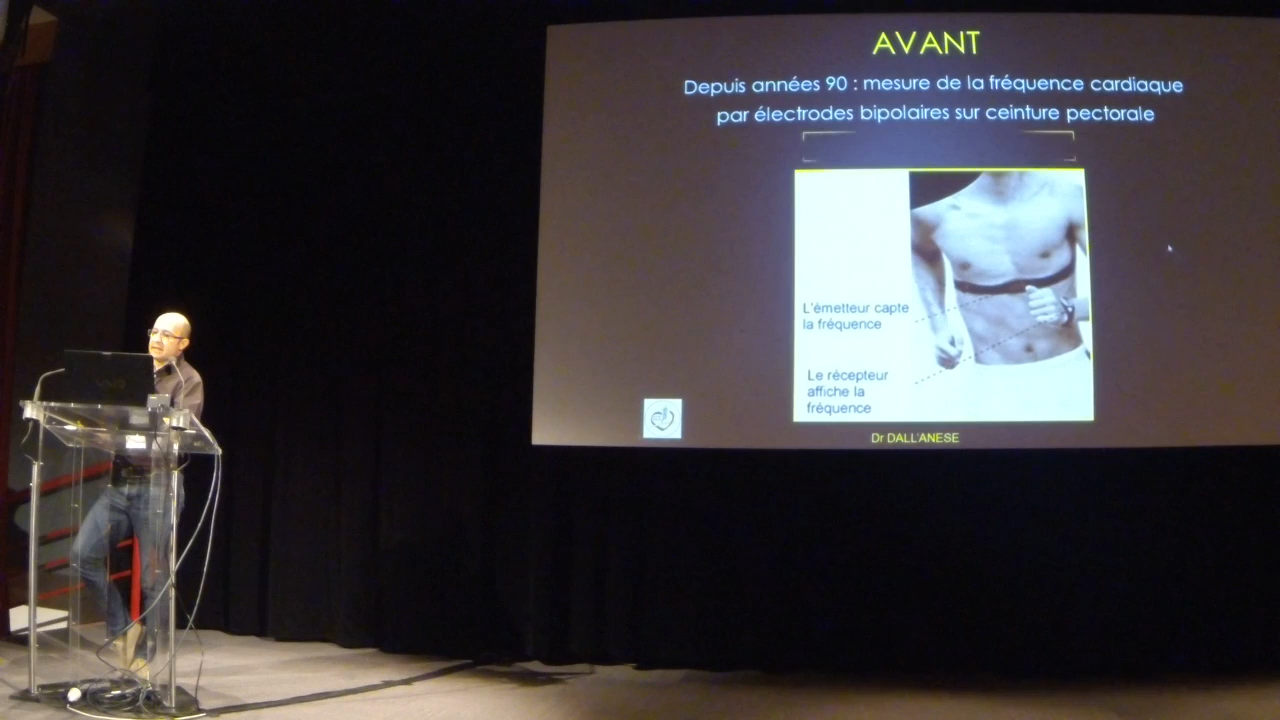 AVANT
Depuis années 90 : mesure de la fréquence cardiaque
par électrodes bipolaires sur ceinture pectorale
L'émetteur capte
la fréquence
Le récepteur
affiche la
fréquence
Dr DALL'ANESE
VAIO